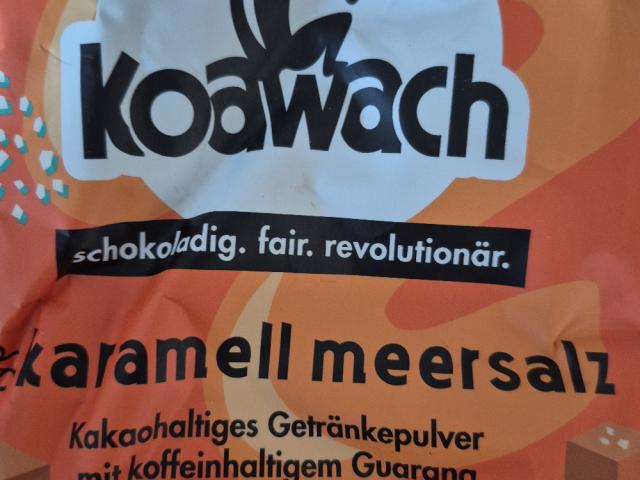 koawach
schokoladig. fair. revolutionär.
karamell meersalz
Kakaohaltiges Getränkepulver
mit koffeinhaltigem Guarana